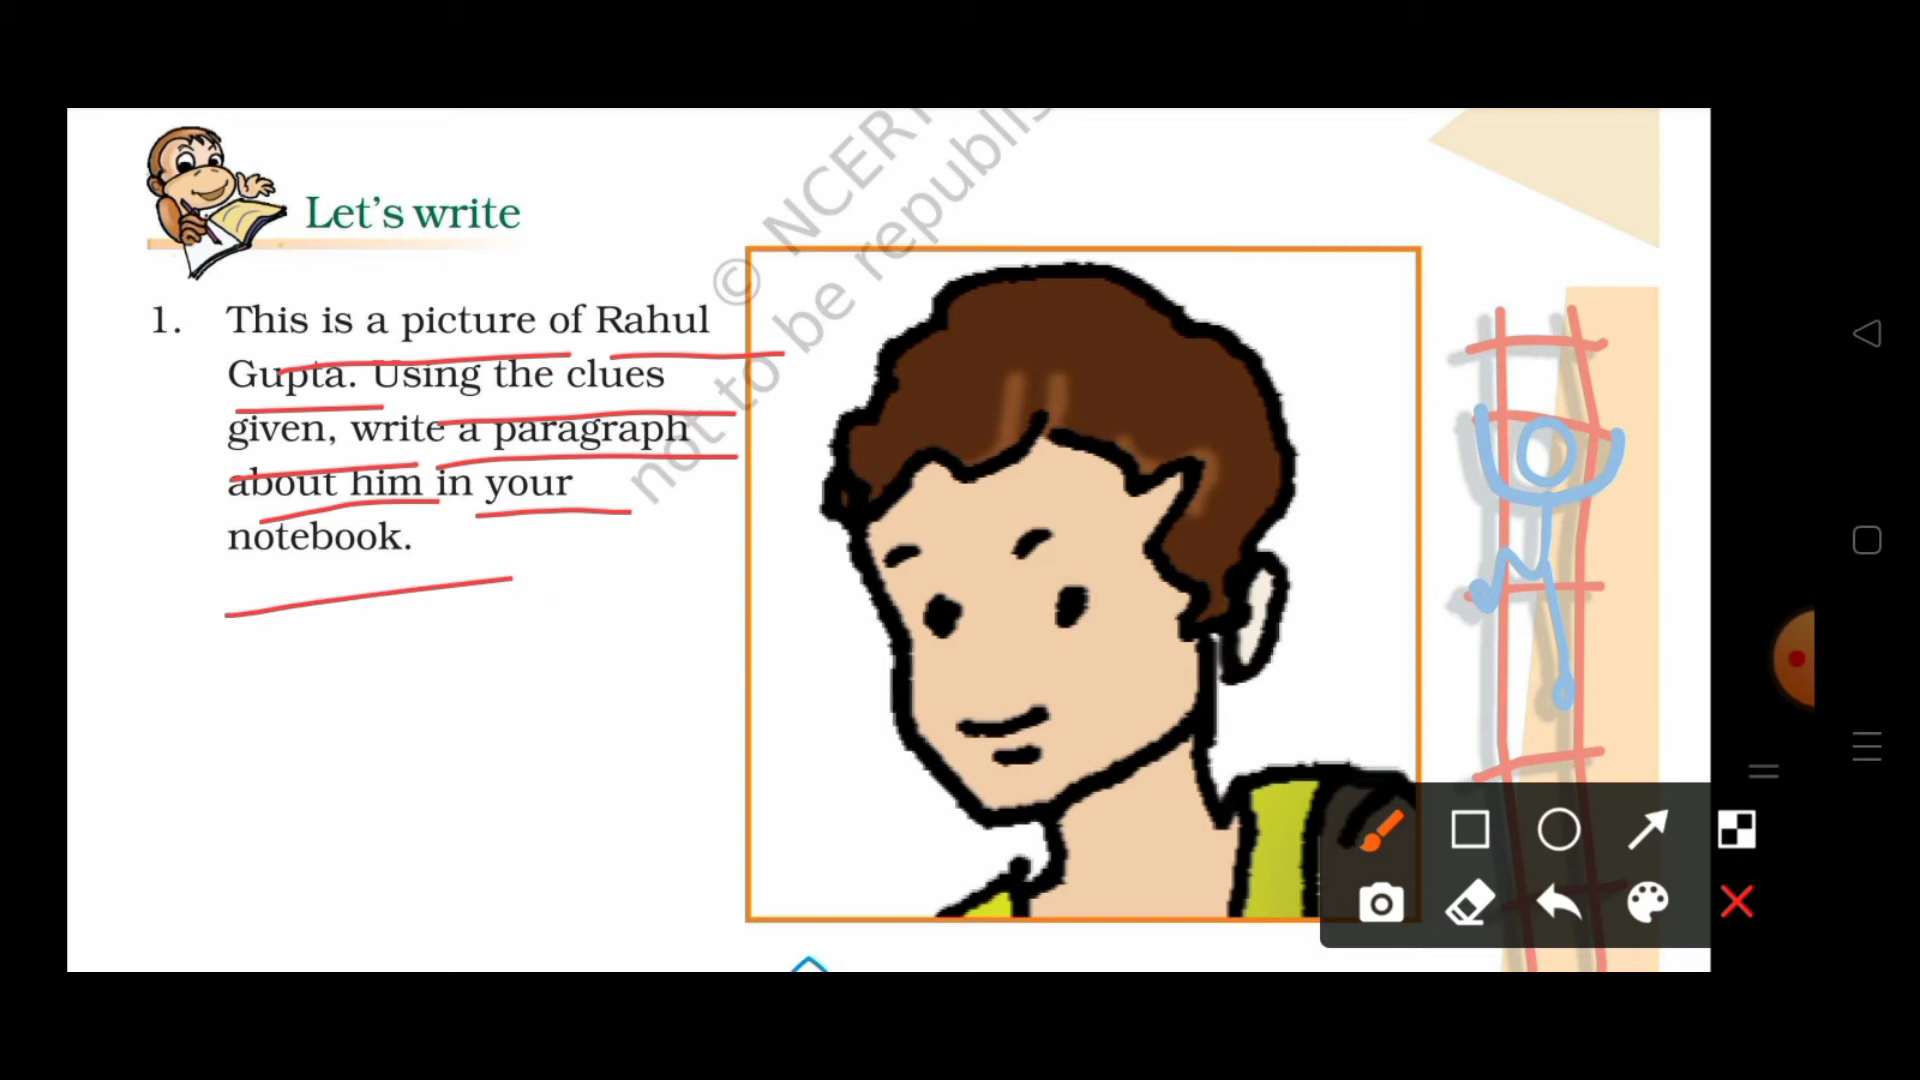 Let's write
© NCERT
not to be republis
1. This is a picture of Rahul
Gupta. Using the clues
given, write a paragraph
about him in your
notebook.